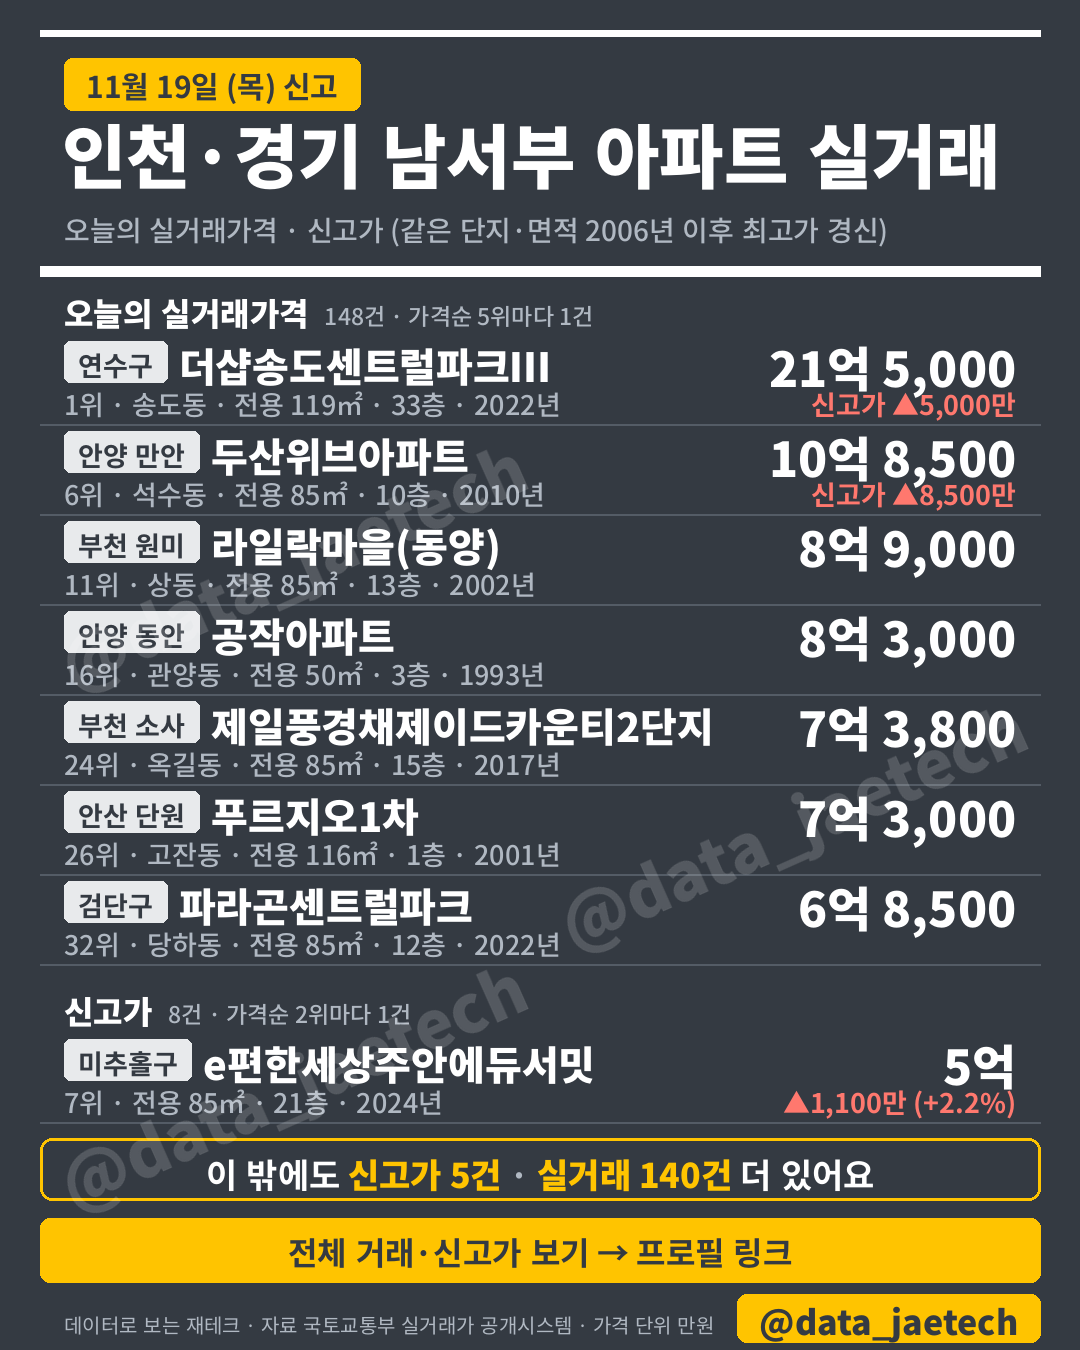 11월 19일 (목) 신고
인천·경기 남서부 아파트 실거래
오늘의 실거래가격 · 신고가 (같은 단지·면적 2006년 이후 최고가 경신)
오늘의 실거래가격 148건 · 가격순 5위마다 1건
연수구 더샵송도센트럴파크III 21억 5,000
1위 · 송도동 · 전용 119㎡ · 33층 · 2022년 신고가 ▲5,000만
안양 만안 두산위브아파트 10억 8,500
6위 · 석수동 · 전용 85㎡ · 10층 · 2010년 신고가 ▲8,500만
부천 원미 라일락마을(동양) 8억 9,000
11위 · 상동 · 전용 85㎡ · 13층 · 2002년
안양 동안 공작아파트 8억 3,000
16위 · 관양동 · 전용 50㎡ · 3층 · 1993년
부천 소사 제일풍경채제이드카운티2단지 7억 3,800
24위 · 옥길동 · 전용 85㎡ · 15층 · 2017년
안산 단원 푸르지오1차 7억 3,000
26위 · 고잔동 · 전용 116㎡ · 1층 · 2001년
검단구 파라곤센트럴파크 6억 8,500
32위 · 당하동 · 전용 85㎡ · 12층 · 2022년
신고가 8건 · 가격순 2위마다 1건
미추홀구 e편한세상주안에듀서밋 5억
7위 · 전용 85㎡ · 21층 · 2024년 ▲1,100만 (+2.2%)
이 밖에도 신고가 5건 · 실거래 140건 더 있어요
전체 거래·신고가 보기 → 프로필 링크
데이터로 보는 재테크 · 자료 국토교통부 실거래가 공개시스템 · 가격 단위 만원 @data_jaetech
@data_jaetech
@data_jaetech
@data_jaetech